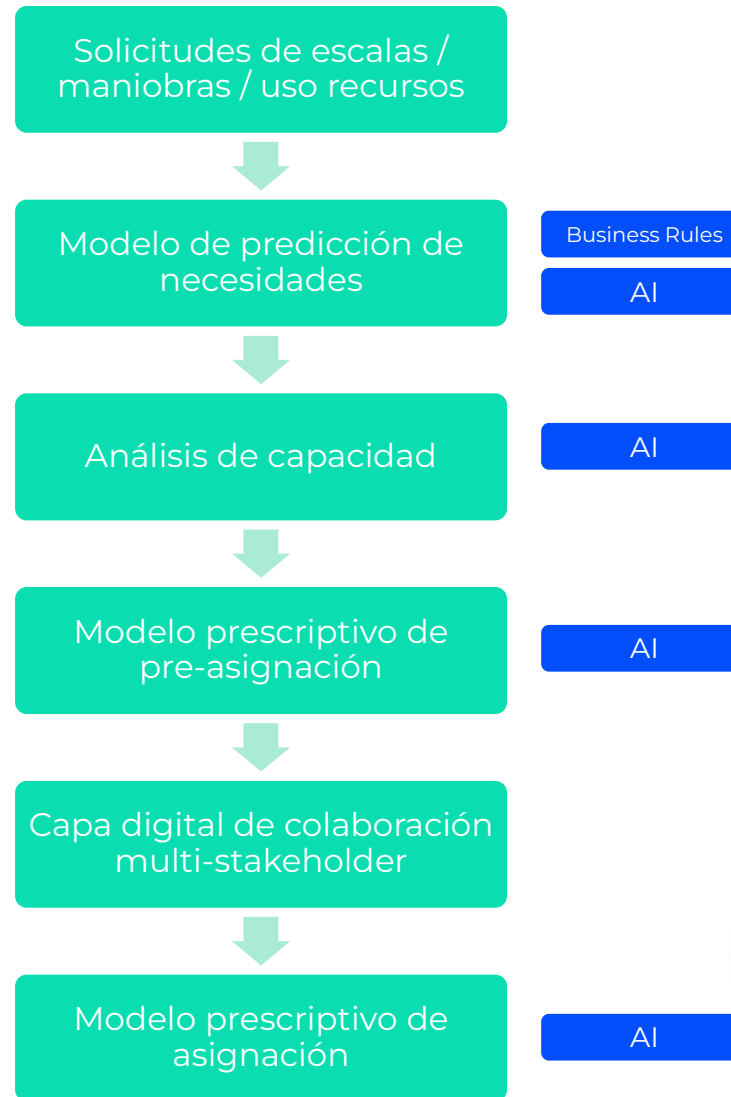 Solicitudes de escalas /
maniobras / uso recursos
Modelo de predicción de
necesidades
Business Rules
AI
Análisis de capacidad
AI
Modelo prescriptivo de
pre-asignación
AI
Capa digital de colaboración
multi-stakeholder
Modelo prescriptivo de
asignación
AI